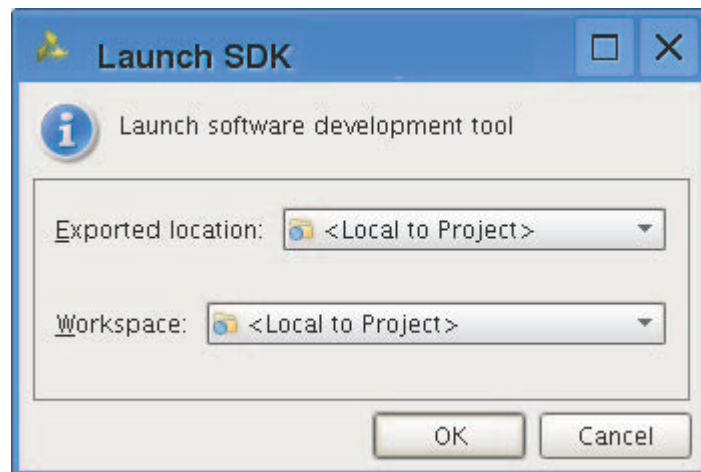 Launch SDK
Launch software development tool
Exported location: <Local to Project>
Workspace: <Local to Project>
OK Cancel